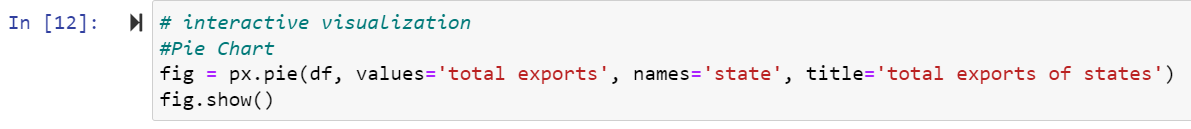 In [12]:
# interactive visualization
#Pie Chart
fig = px.pie(df, values='total exports', names='state', title='total exports of states')
fig.show()